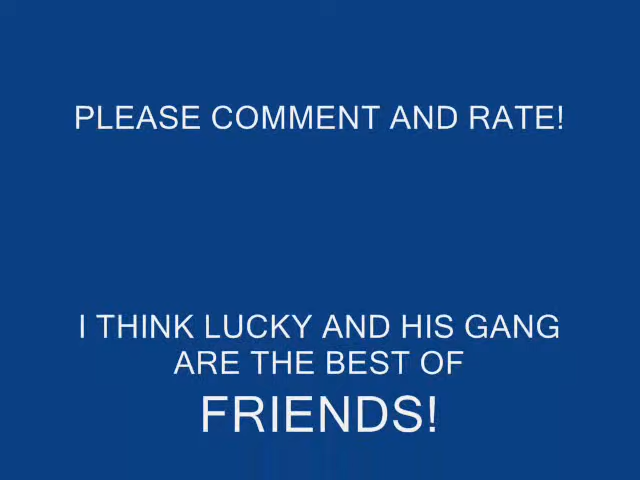 PLEASE COMMENT AND RATE!
I THINK LUCKY AND HIS GANG
ARE THE BEST OF
FRIENDS!